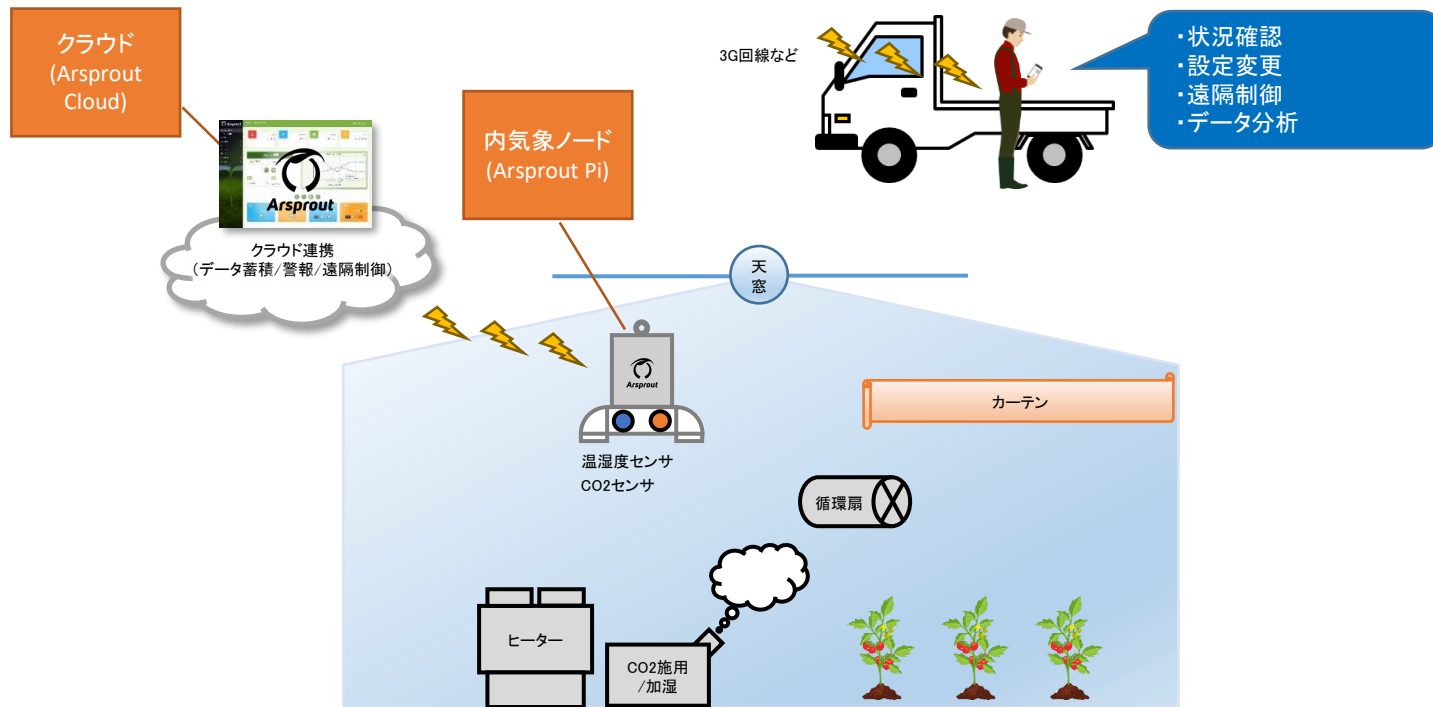 クラウド
(Arsprout
Cloud)
3G回線など
・状況確認
・設定変更
・遠隔制御
・データ分析
内気象ノード
(Arsprout Pi)
Arsprout
クラウド連携
（データ蓄積/警報/遠隔制御）
天
窓
Arsprout
カーテン
温湿度センサ
CO2センサ
循環扇
ヒーター
CO2施用
/加湿